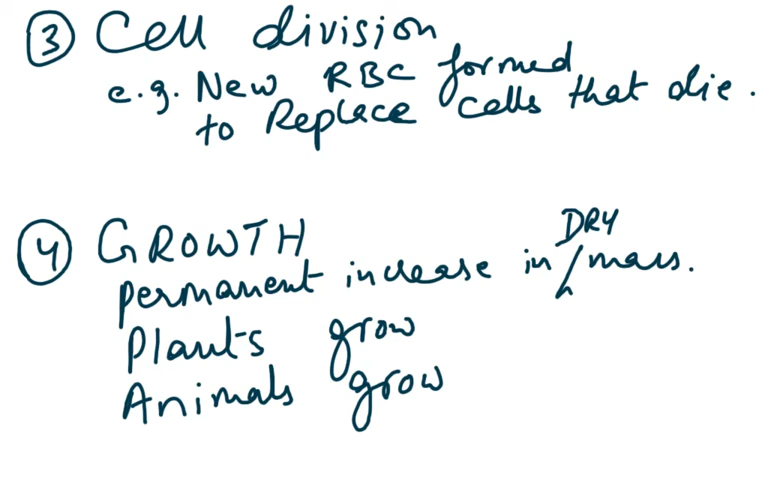 ③ Cell division
e.g. New RBC formed
to Replace cells that die.
④ GROWTH
permanent increase in DRY mass.
Plants grow
Animals grow